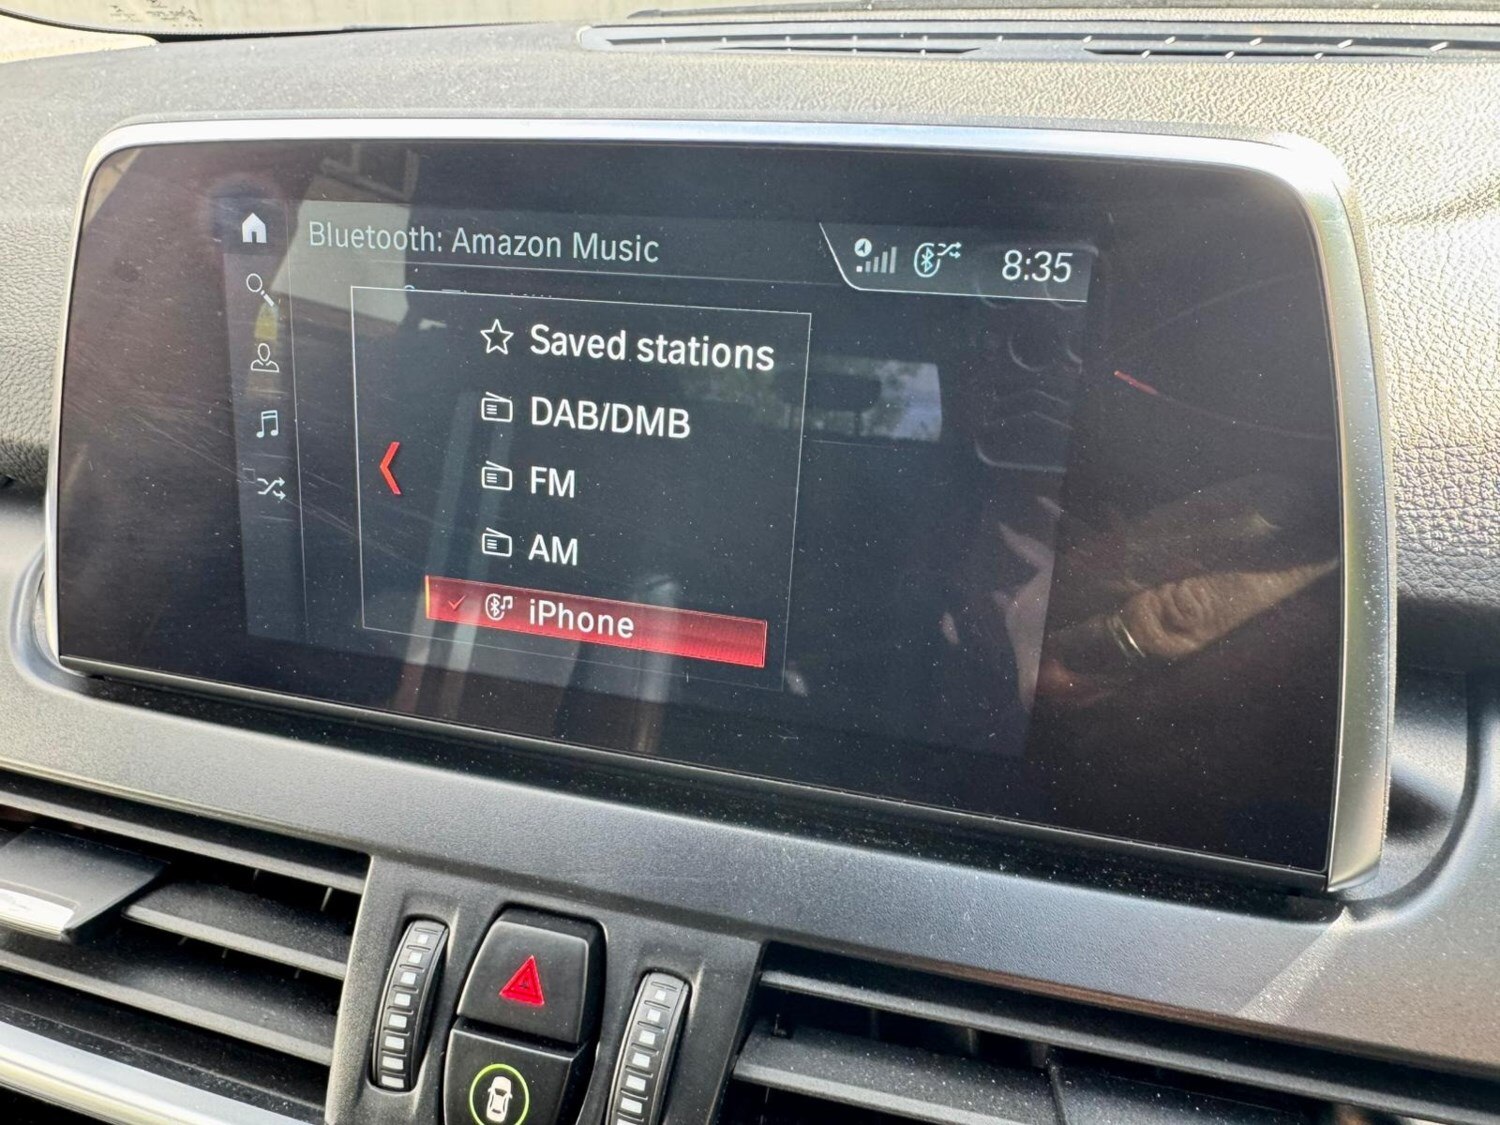 Bluetooth: Amazon Music
8:35
Saved stations
DAB/DMB
FM
AM
iPhone